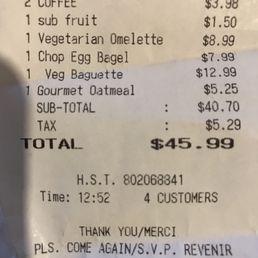 2 COFFEE $3.98
1 sub fruit $1.50
1 Vegetarian Omelette $8.99
1 Chop Egg Bagel $7.99
1 Veg Baguette $12.99
1 Gourmet Oatmeal $5.25
SUB-TOTAL : $40.70
TAX : $5.29
TOTAL $45.99
H.S.T. 802068841
Time: 12:52 4 CUSTOMERS
THANK YOU/MERCI
PLS. COME AGAIN/S.V.P. REVENIR